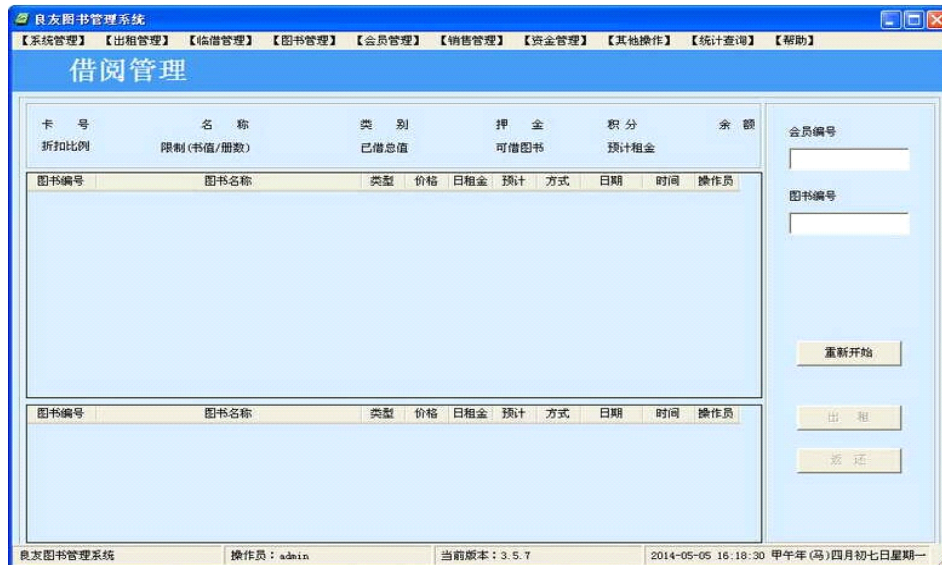 良友图书管理系统
【系统管理】 【出租管理】 【临借管理】 【图书管理】 【会员管理】 【销售管理】 【资金管理】 【其他操作】 【统计查询】 【帮助】
借阅管理
卡 号 名 称 类 别 押 金 积 分 余 额
折扣比例 限制(书值/册数) 已借总值 可借图书 预计租金
会员编号
图书编号 图书名称 类型 价格 日租金 预计 方式 日期 时间 操作员
图书编号
重新开始
图书编号 图书名称 类型 价格 日租金 预计 方式 日期 时间 操作员
出 租
返 还
良友图书管理系统 操作员：admin 当前版本：3.5.7 2014-05-05 16:18:30 甲午年(马)四月初七日星期一